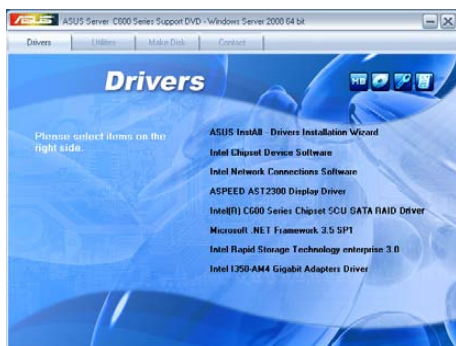 ASUS
ASUS Server C600 Series Support DVD - Windows Server 2008 64 bit
Drivers
Utilities
Make Disk
Contact
Drivers
Please select items on the
right side.
ASUS InstAll - Drivers Installation Wizard
Intel Chipset Device Software
Intel Network Connections Software
ASPEED AST2300 Display Driver
Intel(R) C600 Series Chipset SCU SATA RAID Driver
Microsoft .NET Framework 3.5 SP1
Intel Rapid Storage Technology enterprise 3.0
Intel I350-AM4 Gigabit Adapters Driver